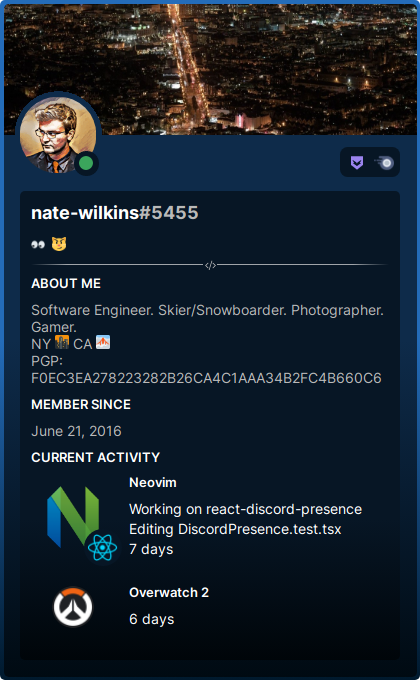 nate-wilkins#5455
👀 😼
</>
ABOUT ME
Software Engineer. Skier/Snowboarder. Photographer.
Gamer.
NY 🌆 CA 🏔
PGP:
F0EC3EA278223282B26CA4C1AAA34B2FC4B660C6
MEMBER SINCE
June 21, 2016
CURRENT ACTIVITY
Neovim
Working on react-discord-presence
Editing DiscordPresence.test.tsx
7 days
Overwatch 2
6 days